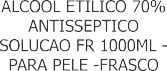 ALCOOL ETILICO 70%
ANTISSEPTICO
SOLUCAO FR 1000ML -
PARA PELE -FRASCO